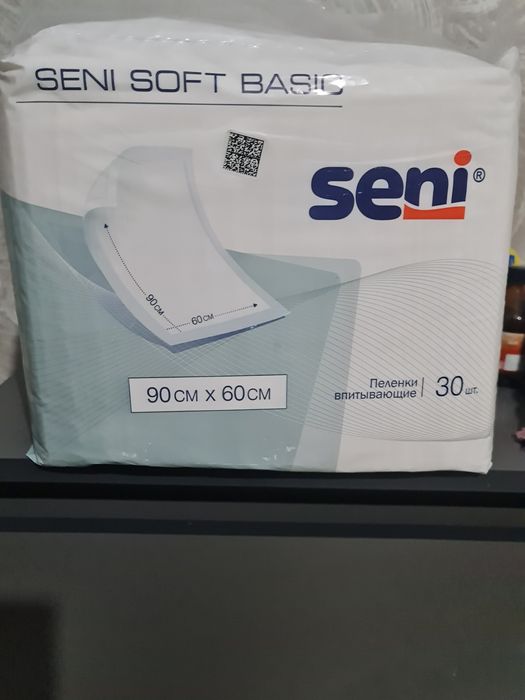 SENI SOFT BASIC
seni®
90 СМ
60 СМ
90 СМ x 60 СМ
Пеленки
впитывающие
30 шт.